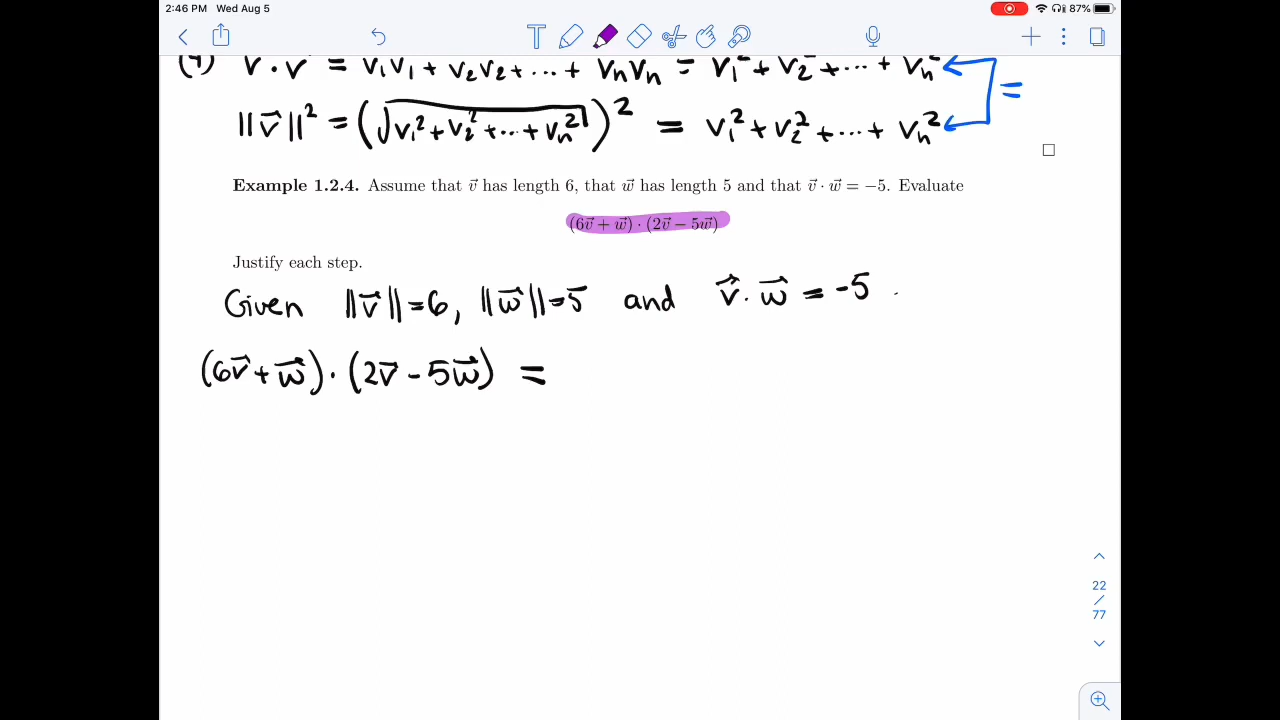 2:46 PM Wed Aug 5 87%
(4) v · v = v₁v₁ + v₂v₂ + ... + vₙvₙ = v₁² + v₂² + ... + vₙ²
=
||v⃗||² = (√(v₁² + v₂² + ... + vₙ²))² = v₁² + v₂² + ... + vₙ²
□
Example 1.2.4. Assume that v⃗ has length 6, that w⃗ has length 5 and that v⃗ · w⃗ = −5. Evaluate
(6v⃗ + w⃗) · (2v⃗ − 5w⃗)
Justify each step.
Given ||v⃗||=6, ||w⃗||=5 and v⃗ · w⃗ = -5
(6v⃗ + w⃗) · (2v⃗ - 5w⃗) =
22
/
77